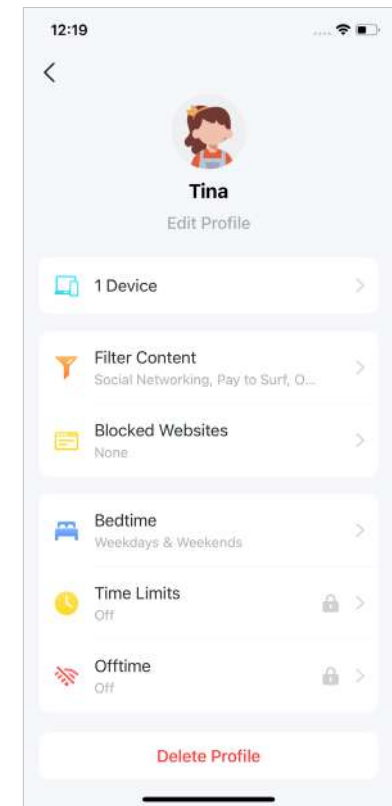 12:19
Tina
Edit Profile
1 Device
Filter Content
Social Networking, Pay to Surf, O...
Blocked Websites
None
Bedtime
Weekdays & Weekends
Time Limits
Off
Offtime
Off
Delete Profile